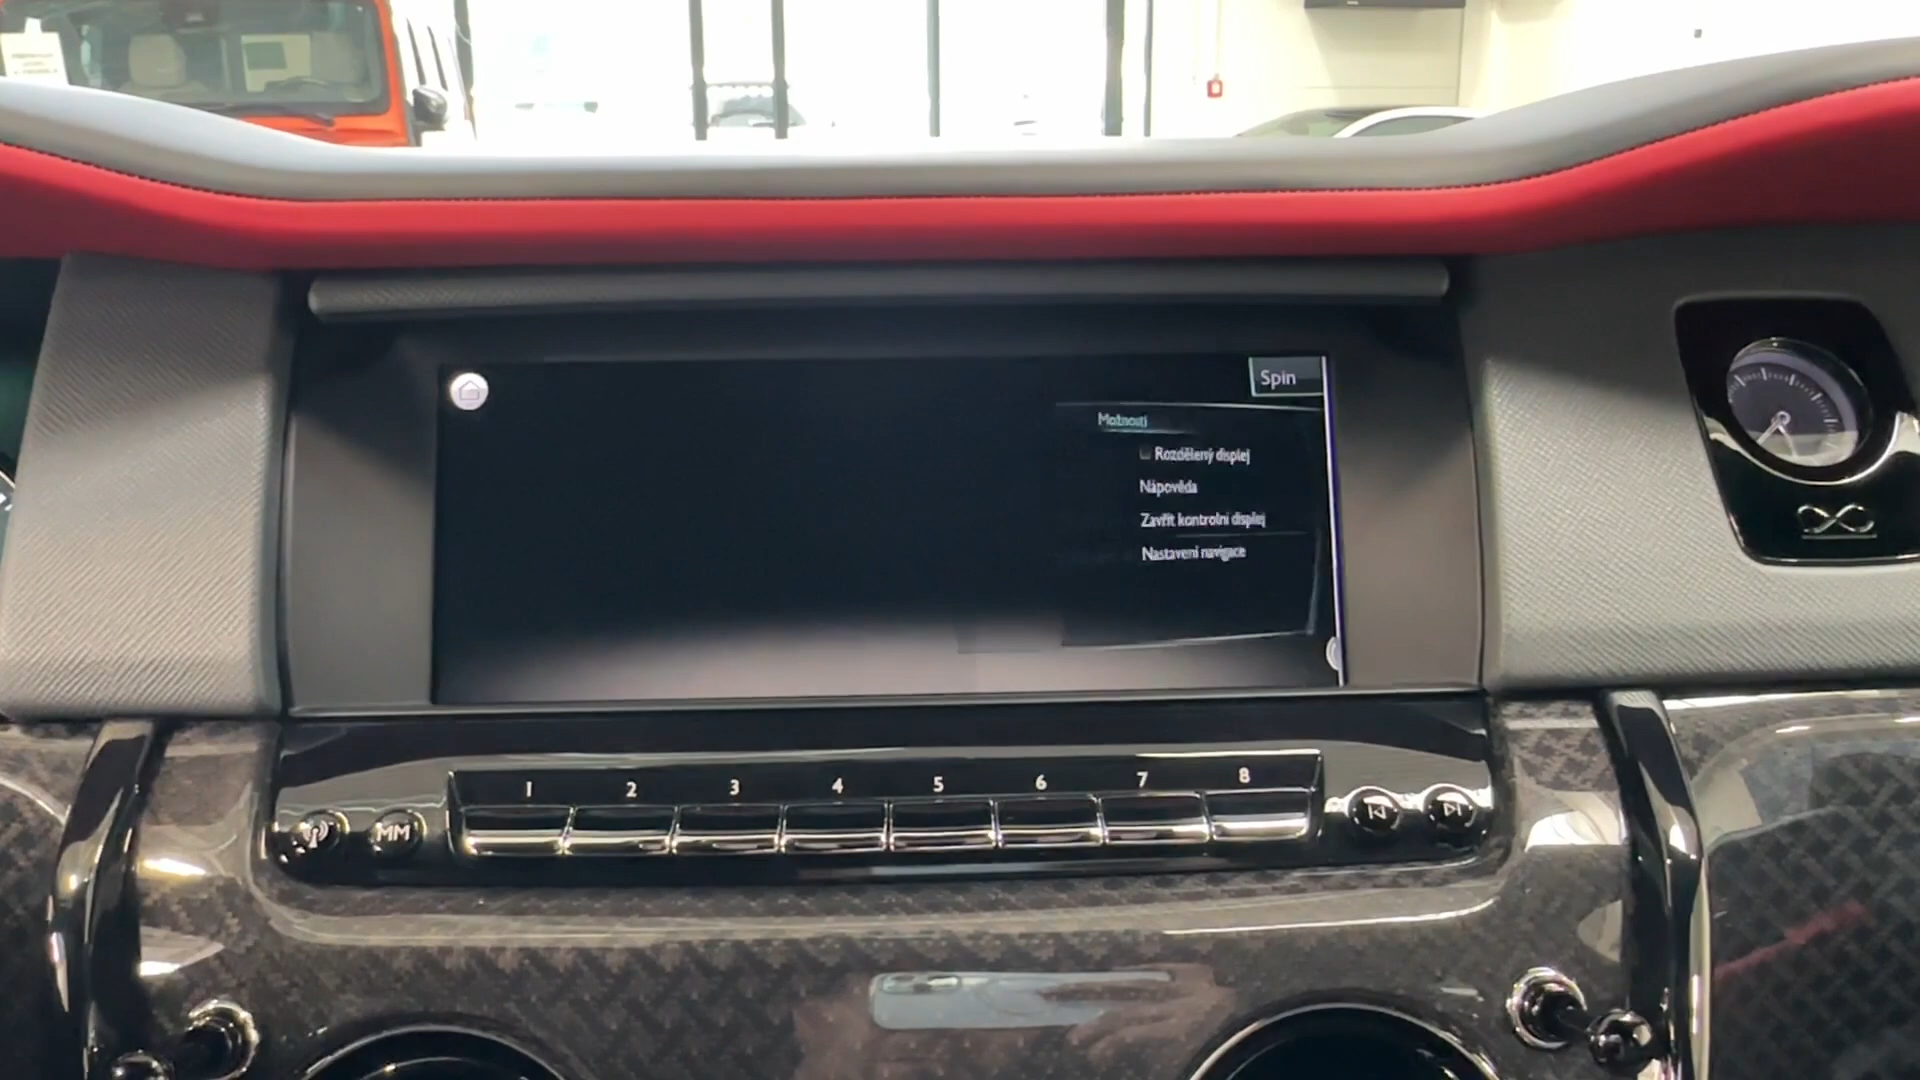 Spin
Možnosti
Rozdělený displej
Nápověda
Zavřít kontrolní displej
Nastavení navigace
1 2 3 4 5 6 7 8
MM